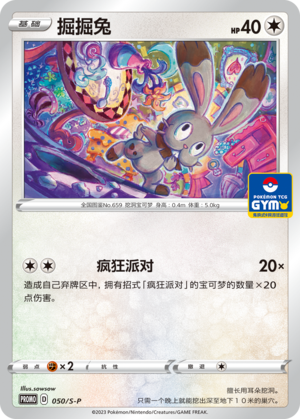 基础 掘掘兔 HP40
全国图鉴No.659 挖洞宝可梦 身高:0.4m 体重:5.0kg
POKÉMON TCG
GYM
疯狂派对 20×
造成自己弃牌区中,拥有招式「疯狂派对」的宝可梦的数量×20
点伤害。
弱点 ×2 抗性 撤退
illus.sowsow
PROMO D 050/S-P
擅长用耳朵挖洞。
只需一个晚上就能挖出深至地下10米的巢穴。
©2023 Pokémon/Nintendo/Creatures/GAME FREAK.